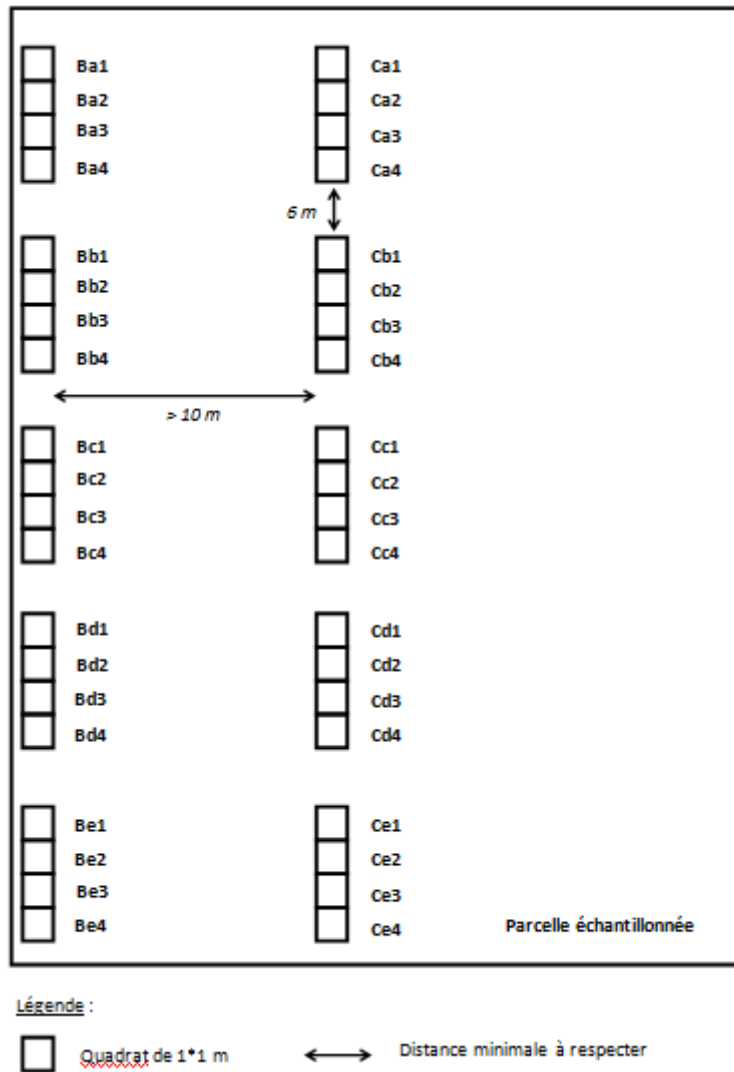 Ba1 Ca1
Ba2 Ca2
Ba3 Ca3
Ba4 Ca4
6 m
Bb1 Cb1
Bb2 Cb2
Bb3 Cb3
Bb4 Cb4
> 10 m
Bc1 Cc1
Bc2 Cc2
Bc3 Cc3
Bc4 Cc4
Bd1 Cd1
Bd2 Cd2
Bd3 Cd3
Bd4 Cd4
Be1 Ce1
Be2 Ce2
Be3 Ce3
Be4 Ce4 Parcelle échantillonnée
Légende :
Quadrat de 1*1 m Distance minimale à respecter